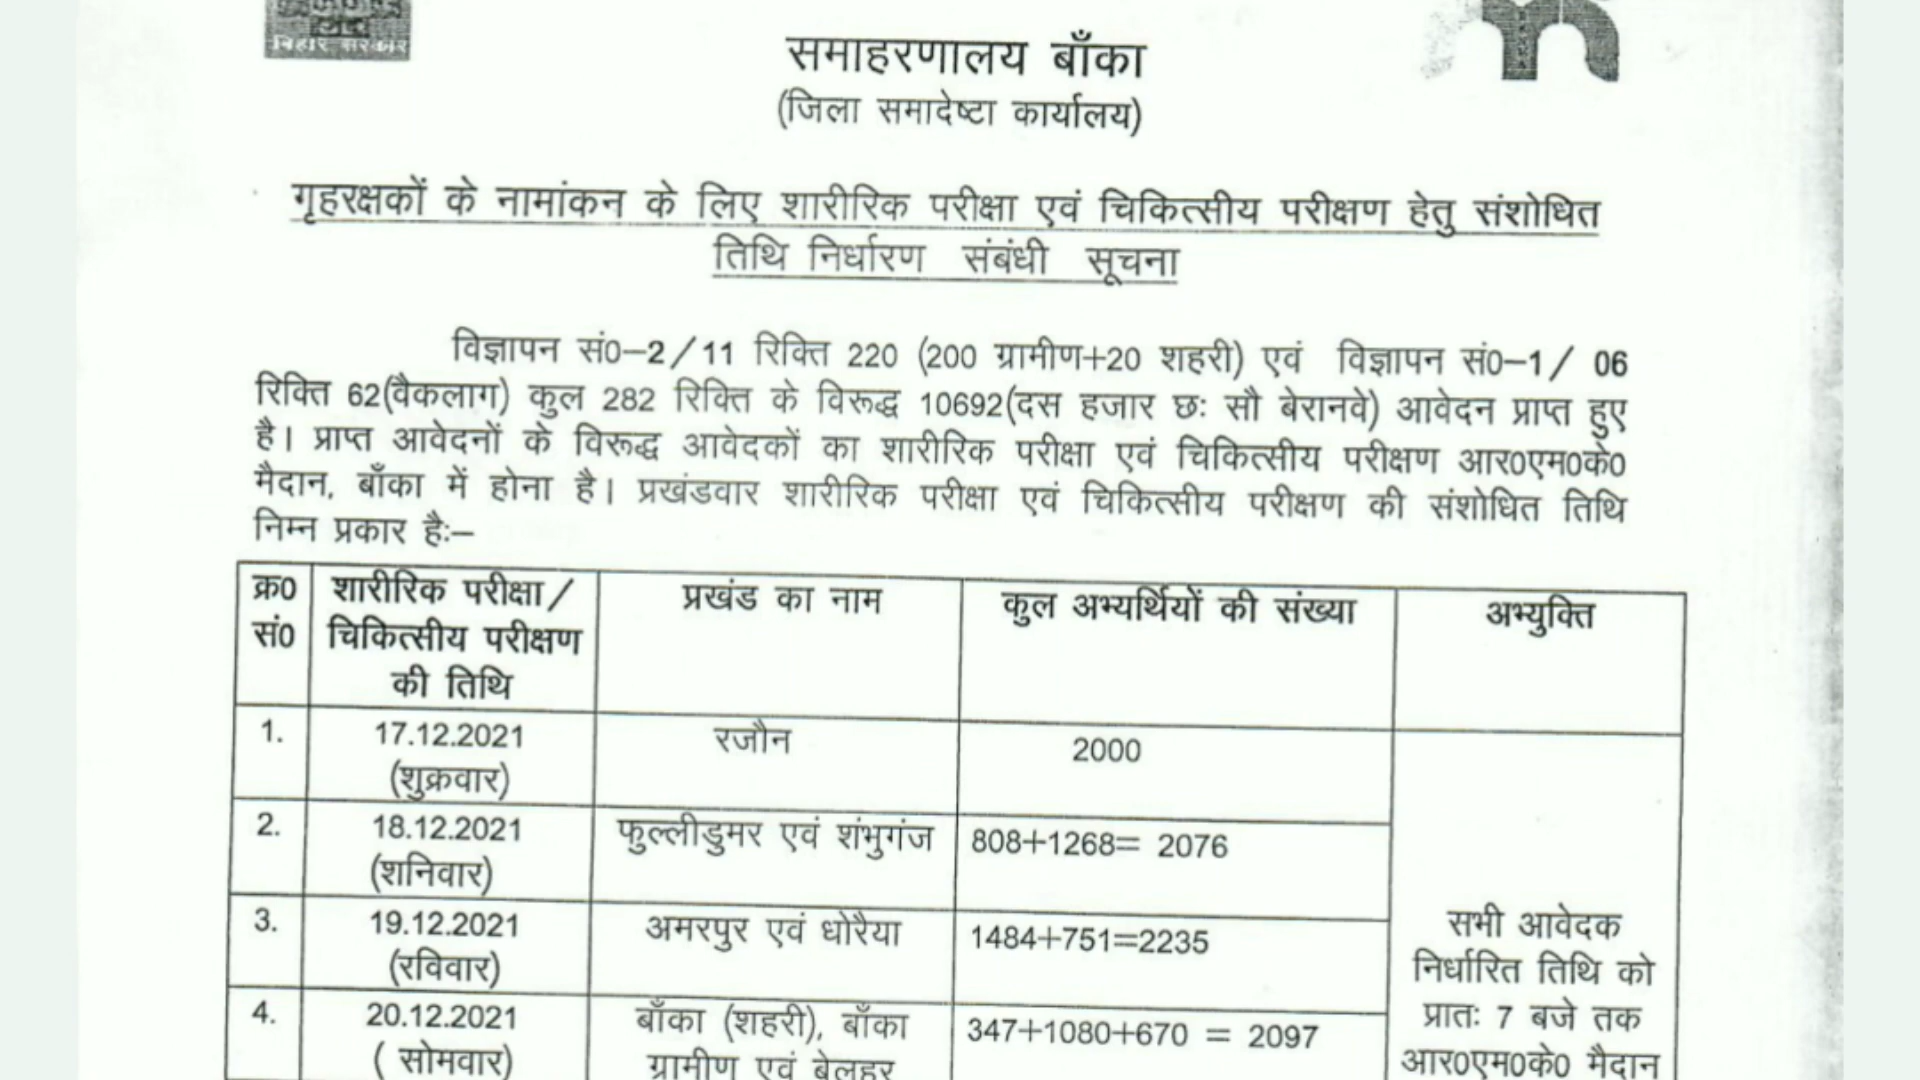 बिहार सरकार
समाहरणालय बाँका
(जिला समादेष्टा कार्यालय)
गृहरक्षकों के नामांकन के लिए शारीरिक परीक्षा एवं चिकित्सीय परीक्षण हेतु संशोधित
तिथि निर्धारण संबंधी सूचना
विज्ञापन सं0–2/11 रिक्ति 220 (200 ग्रामीण+20 शहरी) एवं विज्ञापन सं0–1/ 06
रिक्ति 62(वैकलाग) कुल 282 रिक्ति के विरूद्ध 10692(दस हजार छः सौ बेरानवे) आवेदन प्राप्त हुए
है। प्राप्त आवेदनों के विरूद्ध आवेदकों का शारीरिक परीक्षा एवं चिकित्सीय परीक्षण आर0एम0के0
मैदान, बाँका में होना है। प्रखंडवार शारीरिक परीक्षा एवं चिकित्सीय परीक्षण की संशोधित तिथि
निम्न प्रकार है:–
क्र0 सं0
शारीरिक परीक्षा/
चिकित्सीय परीक्षण
की तिथि
प्रखंड का नाम
कुल अभ्यर्थियों की संख्या
अभ्युक्ति
1.
17.12.2021
(शुक्रवार)
रजौन
2000
2.
18.12.2021
(शनिवार)
फुल्लीडुमर एवं शंभुगंज
808+1268= 2076
3.
19.12.2021
(रविवार)
अमरपुर एवं धोरैया
1484+751=2235
4.
20.12.2021
( सोमवार)
बाँका (शहरी), बाँका
ग्रामीण एवं बेलहर
347+1080+670 = 2097
सभी आवेदक
निर्धारित तिथि को
प्रातः 7 बजे तक
आर0एम0के0 मैदान